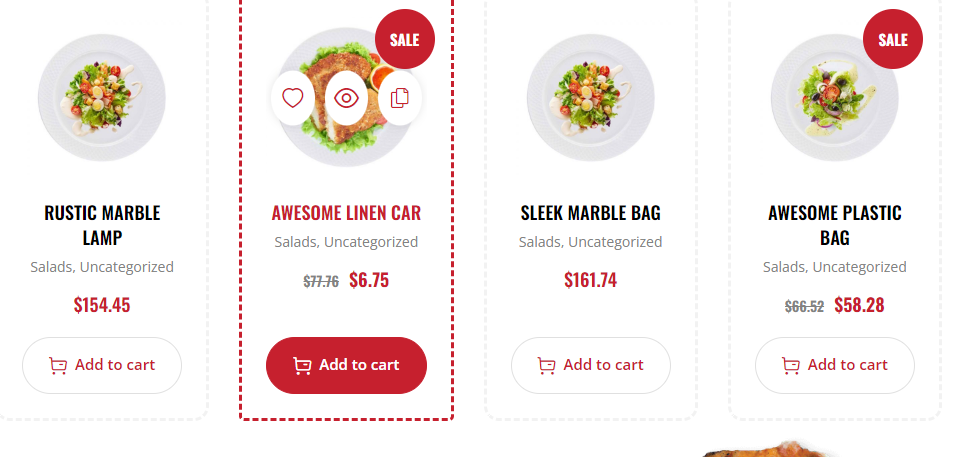 SALE
SALE
RUSTIC MARBLE
LAMP
Salads, Uncategorized
$154.45
Add to cart
AWESOME LINEN CAR
Salads, Uncategorized
$77.76 $6.75
Add to cart
SLEEK MARBLE BAG
Salads, Uncategorized
$161.74
Add to cart
AWESOME PLASTIC
BAG
Salads, Uncategorized
$66.52 $58.28
Add to cart